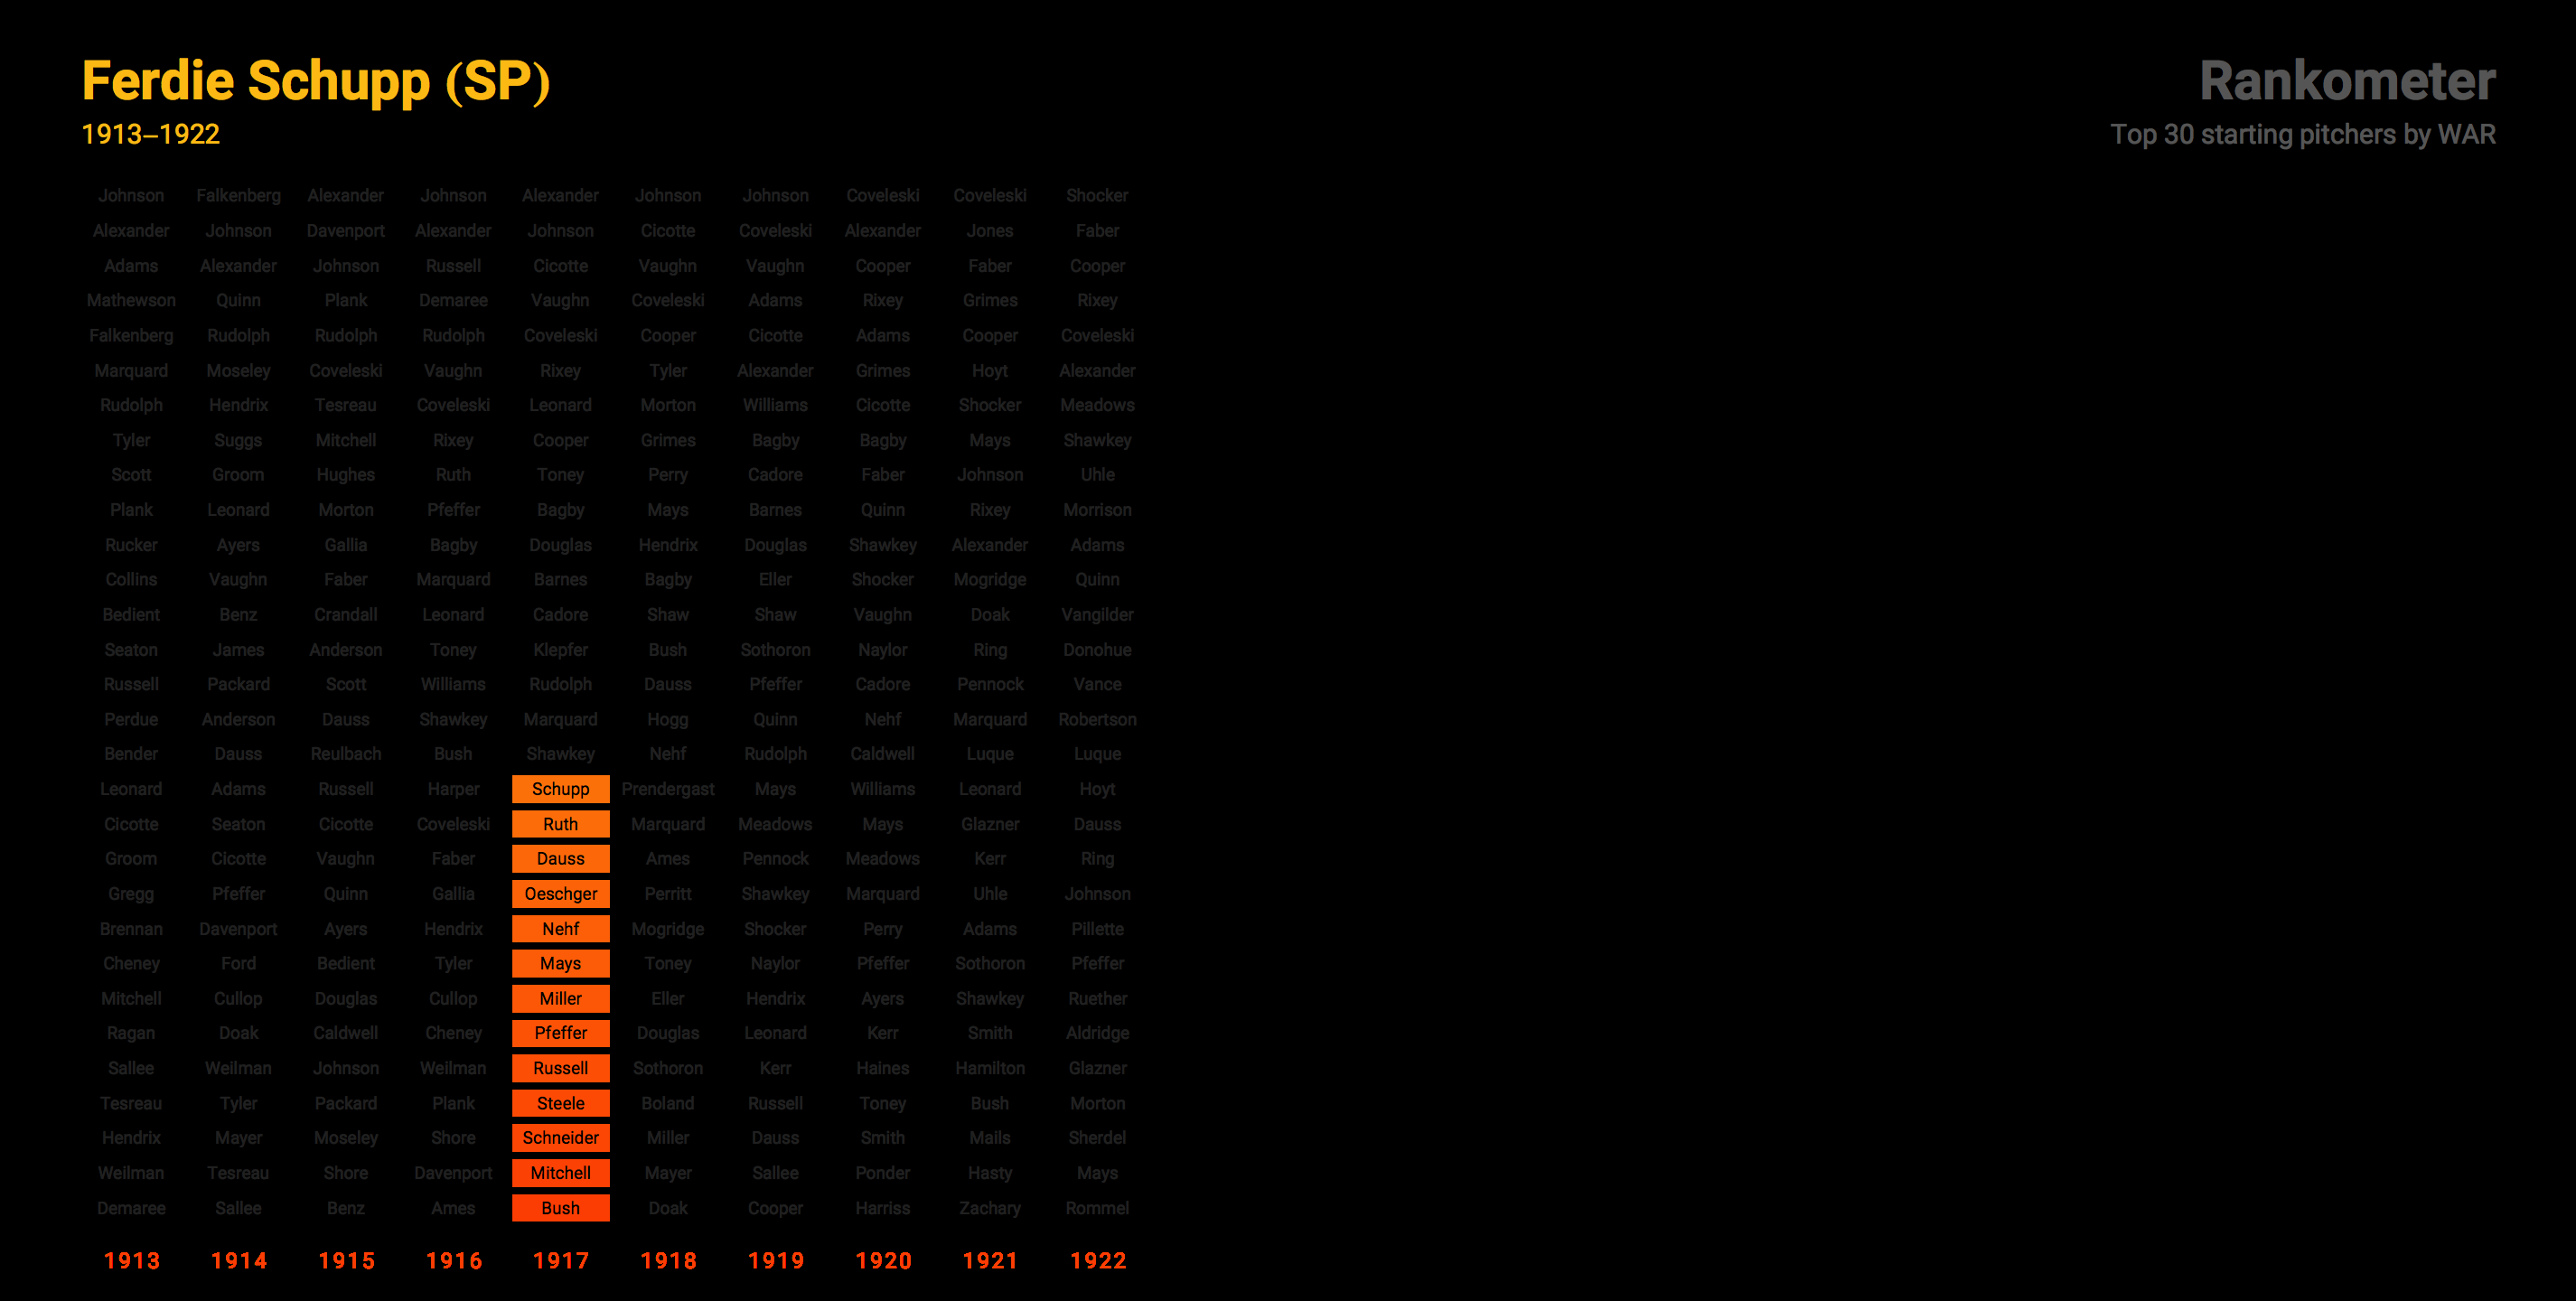 Ferdie Schupp (SP)
1913–1922
Rankometer
Top 30 starting pitchers by WAR
Johnson Falkenberg Alexander Johnson Alexander Johnson Johnson Coveleski Coveleski Shocker
Alexander Johnson Davenport Alexander Johnson Cicotte Coveleski Alexander Jones Faber
Adams Alexander Johnson Russell Cicotte Vaughn Vaughn Cooper Faber Cooper
Mathewson Quinn Plank Demaree Vaughn Coveleski Adams Rixey Grimes Rixey
Falkenberg Rudolph Rudolph Rudolph Coveleski Cooper Cicotte Adams Cooper Coveleski
Marquard Moseley Coveleski Vaughn Rixey Tyler Alexander Grimes Hoyt Alexander
Rudolph Hendrix Tesreau Coveleski Leonard Morton Williams Cicotte Shocker Meadows
Tyler Suggs Mitchell Rixey Cooper Grimes Bagby Bagby Mays Shawkey
Scott Groom Hughes Ruth Toney Perry Cadore Faber Johnson Uhle
Plank Leonard Morton Pfeffer Bagby Mays Barnes Quinn Rixey Morrison
Rucker Ayers Gallia Bagby Douglas Hendrix Douglas Shawkey Alexander Adams
Collins Vaughn Faber Marquard Barnes Bagby Eller Shocker Mogridge Quinn
Bedient Benz Crandall Leonard Cadore Shaw Shaw Vaughn Doak Vangilder
Seaton James Anderson Toney Klepfer Bush Sothoron Naylor Ring Donohue
Russell Packard Scott Williams Rudolph Dauss Pfeffer Cadore Pennock Vance
Perdue Anderson Dauss Shawkey Marquard Hogg Quinn Nehf Marquard Robertson
Bender Dauss Reulbach Bush Shawkey Nehf Rudolph Caldwell Luque Luque
Leonard Adams Russell Harper Schupp Prendergast Mays Williams Leonard Hoyt
Cicotte Seaton Cicotte Coveleski Ruth Marquard Meadows Mays Glazner Dauss
Groom Cicotte Vaughn Faber Dauss Ames Pennock Meadows Kerr Ring
Gregg Pfeffer Quinn Gallia Oeschger Perritt Shawkey Marquard Uhle Johnson
Brennan Davenport Ayers Hendrix Nehf Mogridge Shocker Perry Adams Pillette
Cheney Ford Bedient Tyler Mays Toney Naylor Pfeffer Sothoron Pfeffer
Mitchell Cullop Douglas Cullop Miller Eller Hendrix Ayers Shawkey Ruether
Ragan Doak Caldwell Cheney Pfeffer Douglas Leonard Kerr Smith Aldridge
Sallee Weilman Johnson Weilman Russell Sothoron Kerr Haines Hamilton Glazner
Tesreau Tyler Packard Plank Steele Boland Russell Toney Bush Morton
Hendrix Mayer Moseley Shore Schneider Miller Dauss Smith Mails Sherdel
Weilman Tesreau Shore Davenport Mitchell Mayer Sallee Ponder Hasty Mays
Demaree Sallee Benz Ames Bush Doak Cooper Harriss Zachary Rommel
1913 1914 1915 1916 1917 1918 1919 1920 1921 1922